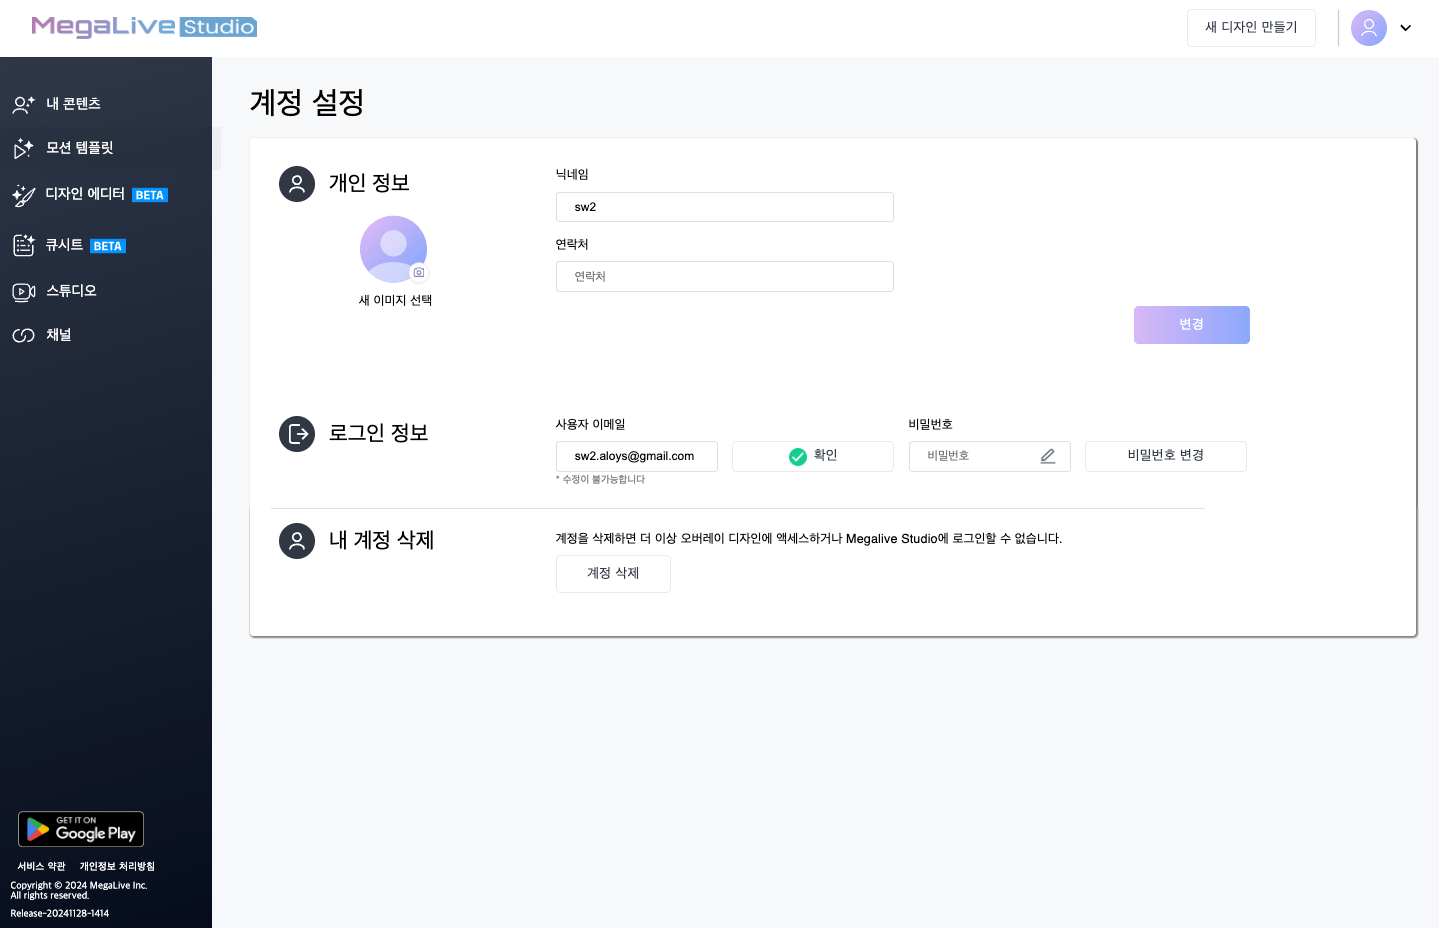 MegaLive Studio
새 디자인 만들기
내 콘텐츠
모션 템플릿
디자인 에디터 BETA
큐시트 BETA
스튜디오
채널
GET IT ON
Google Play
서비스 약관 개인정보 처리방침
Copyright © 2024 MegaLive Inc.
All rights reserved.
Release-20241128-1414
계정 설정
개인 정보
새 이미지 선택
닉네임
sw2
연락처
연락처
변경
로그인 정보
사용자 이메일
sw2.aloys@gmail.com
확인
* 수정이 불가능합니다
비밀번호
비밀번호
비밀번호 변경
내 계정 삭제
계정을 삭제하면 더 이상 오버레이 디자인에 액세스하거나 Megalive Studio에 로그인할 수 없습니다.
계정 삭제